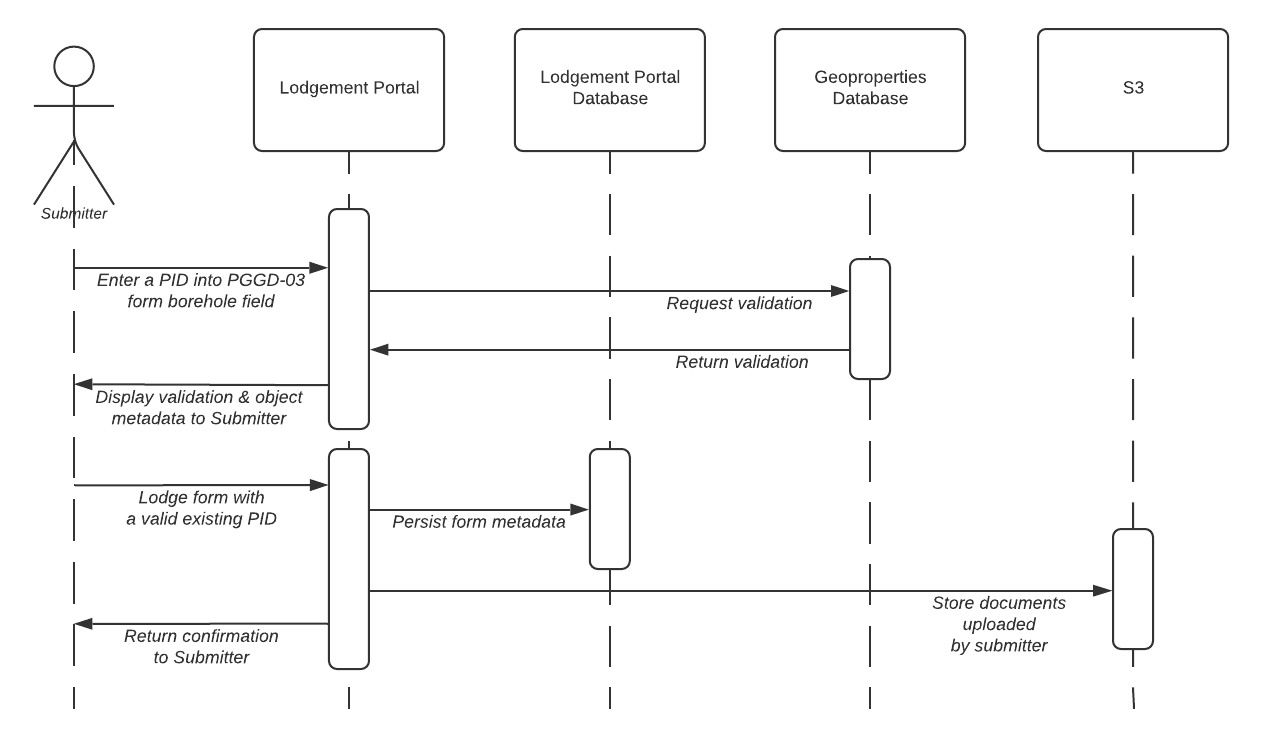 Lodgement Portal
Lodgement Portal
Database
Geoproperties
Database
S3
Submitter
Enter a PID into PGGD-03
form borehole field
Request validation
Return validation
Display validation & object
metadata to Submitter
Lodge form with
a valid existing PID
Persist form metadata
Store documents
uploaded
by submitter
Return confirmation
to Submitter